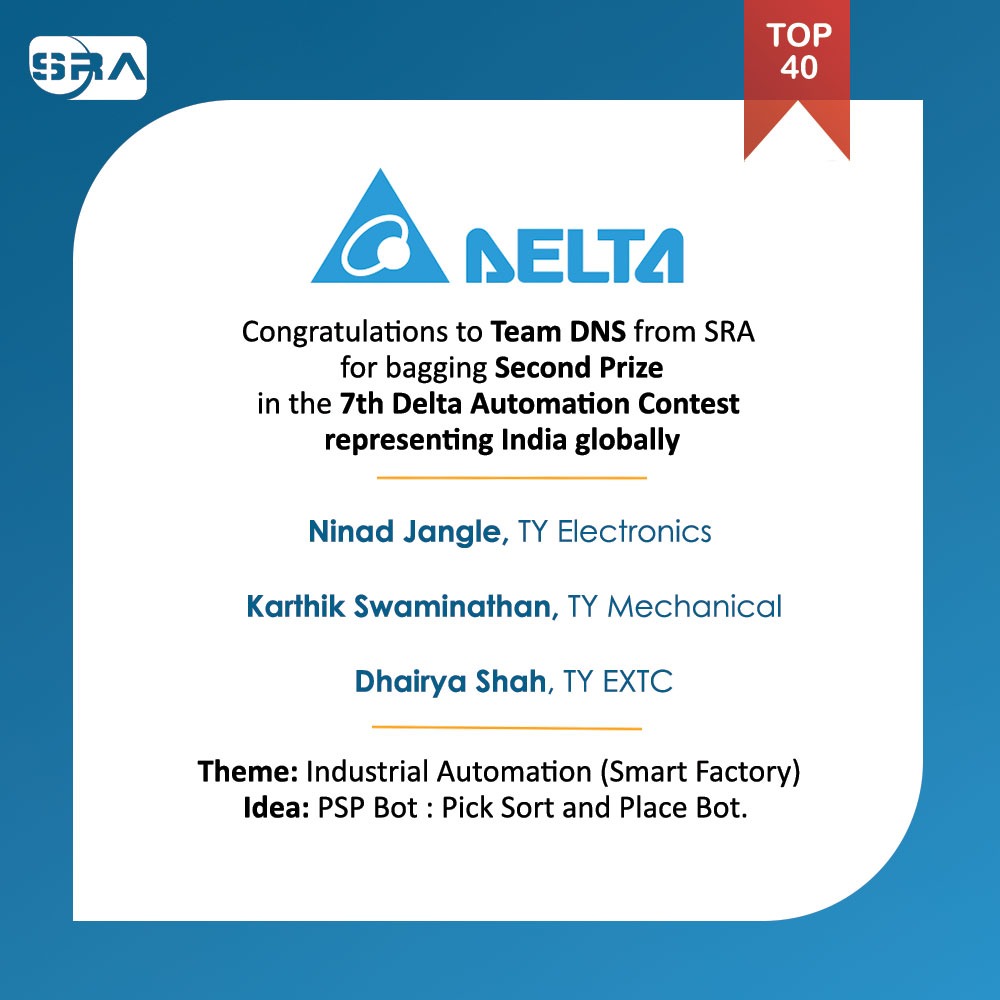 SRA
TOP
40
DELTA
Congratulations to Team DNS from SRA
for bagging Second Prize
in the 7th Delta Automation Contest
representing India globally
Ninad Jangle, TY Electronics
Karthik Swaminathan, TY Mechanical
Dhairya Shah, TY EXTC
Theme: Industrial Automation (Smart Factory)
Idea: PSP Bot : Pick Sort and Place Bot.